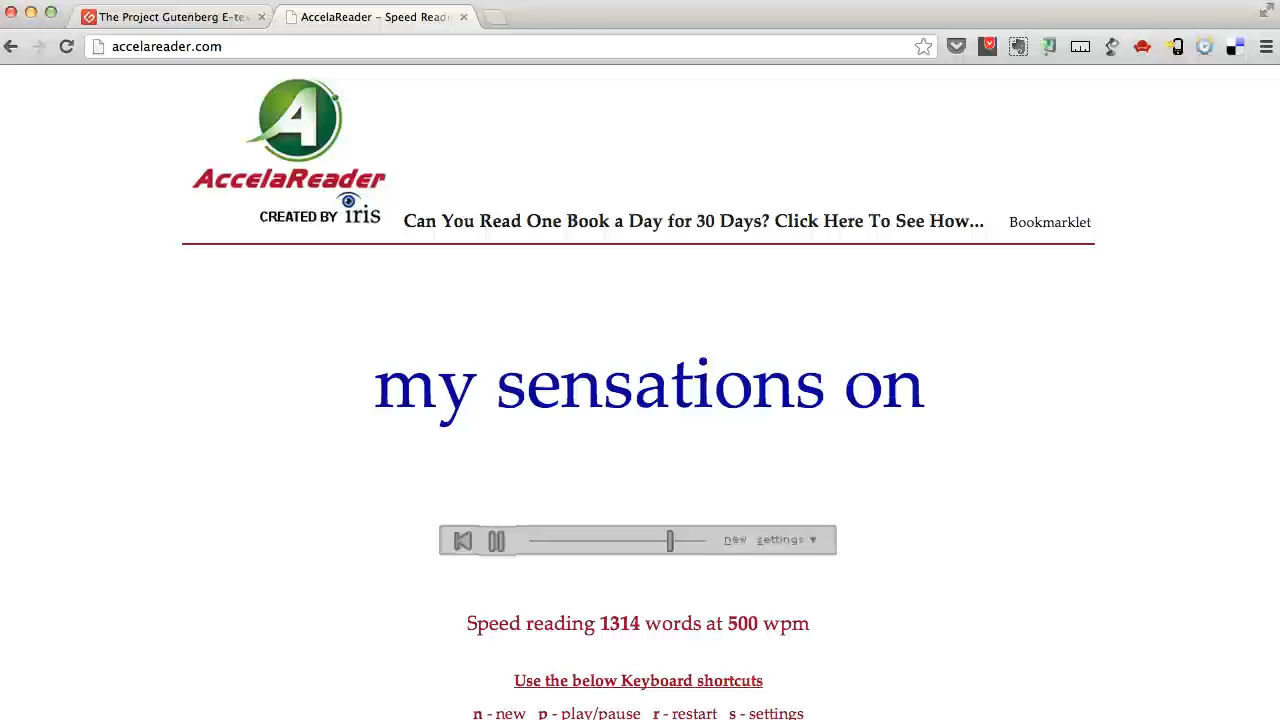 The Project Gutenberg E-te
AccelaReader – Speed Read
accelareader.com
A
AccelaReader
CREATED BY iris
Can You Read One Book a Day for 30 Days? Click Here To See How... Bookmarklet
my sensations on
new settings ▼
Speed reading 1314 words at 500 wpm
Use the below Keyboard shortcuts
n - new p - play/pause r - restart s - settings